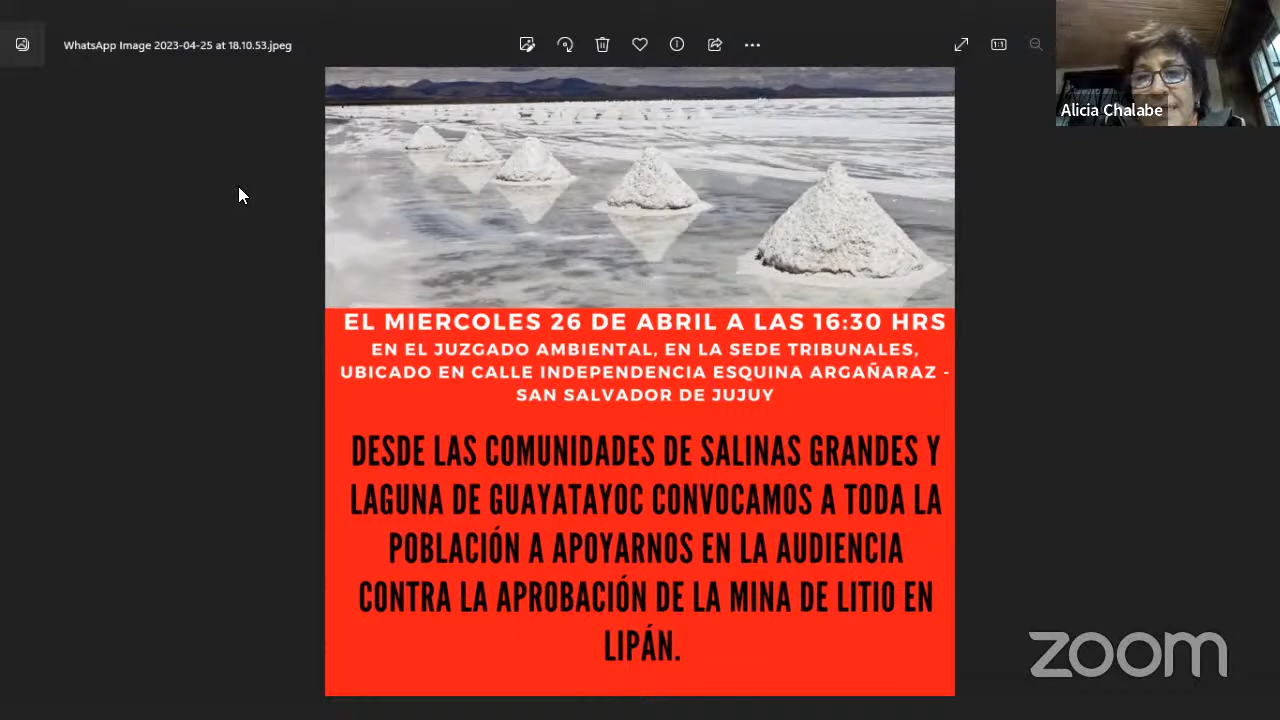 WhatsApp Image 2023-04-25 at 18.10.53.jpeg
1:1
Alicia Chalabe
EL MIERCOLES 26 DE ABRIL A LAS 16:30 HRS
EN EL JUZGADO AMBIENTAL, EN LA SEDE TRIBUNALES,
UBICADO EN CALLE INDEPENDENCIA ESQUINA ARGAÑARAZ -
SAN SALVADOR DE JUJUY
DESDE LAS COMUNIDADES DE SALINAS GRANDES Y
LAGUNA DE GUAYATAYOC CONVOCAMOS A TODA LA
POBLACIÓN A APOYARNOS EN LA AUDIENCIA
CONTRA LA APROBACIÓN DE LA MINA DE LITIO EN
LIPÁN.
zoom